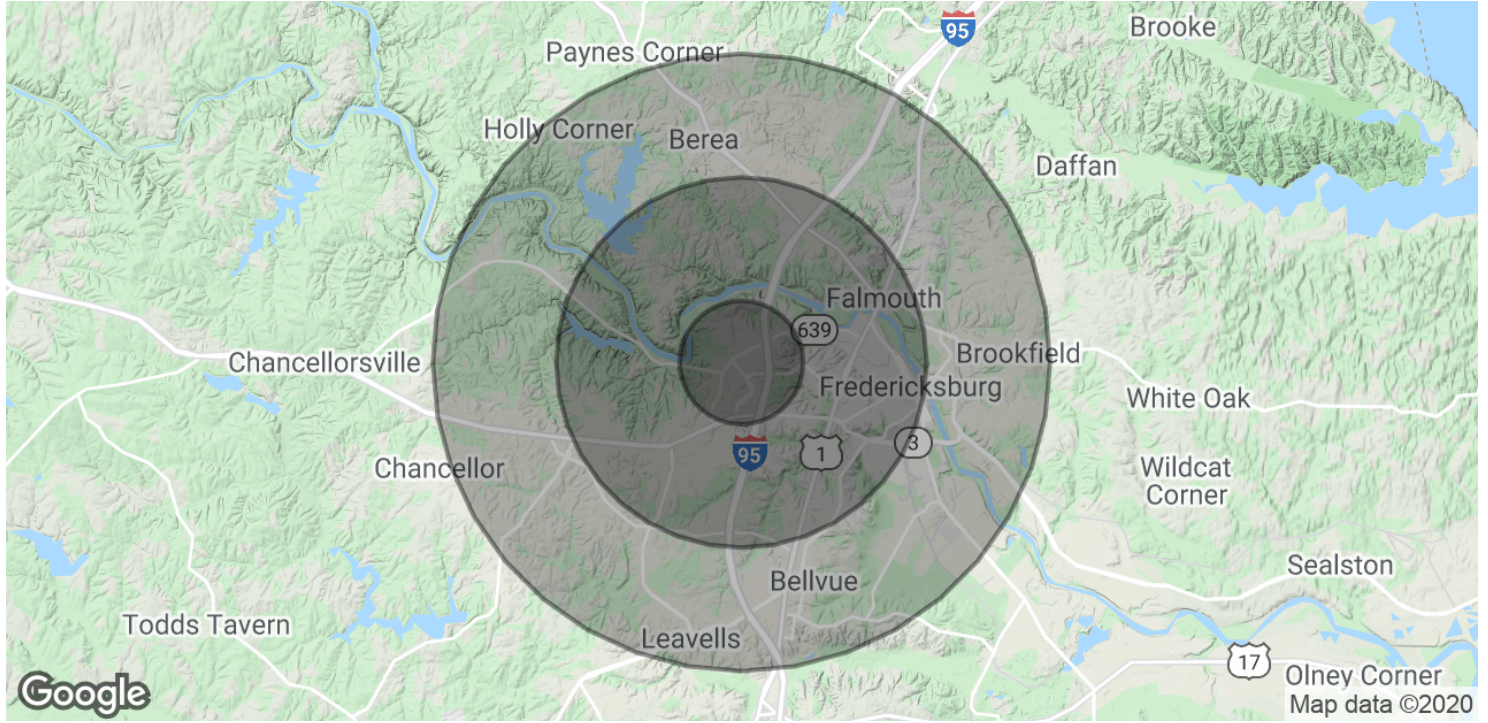 95
Brooke
Paynes Corner
Holly Corner
Berea
Daffan
Falmouth
639
Chancellorsville
Brookfield
Fredericksburg
White Oak
3
1
95
Chancellor
Wildcat
Corner
Sealston
Bellvue
Todds Tavern
Leavells
17
Olney Corner
Google
Map data ©2020